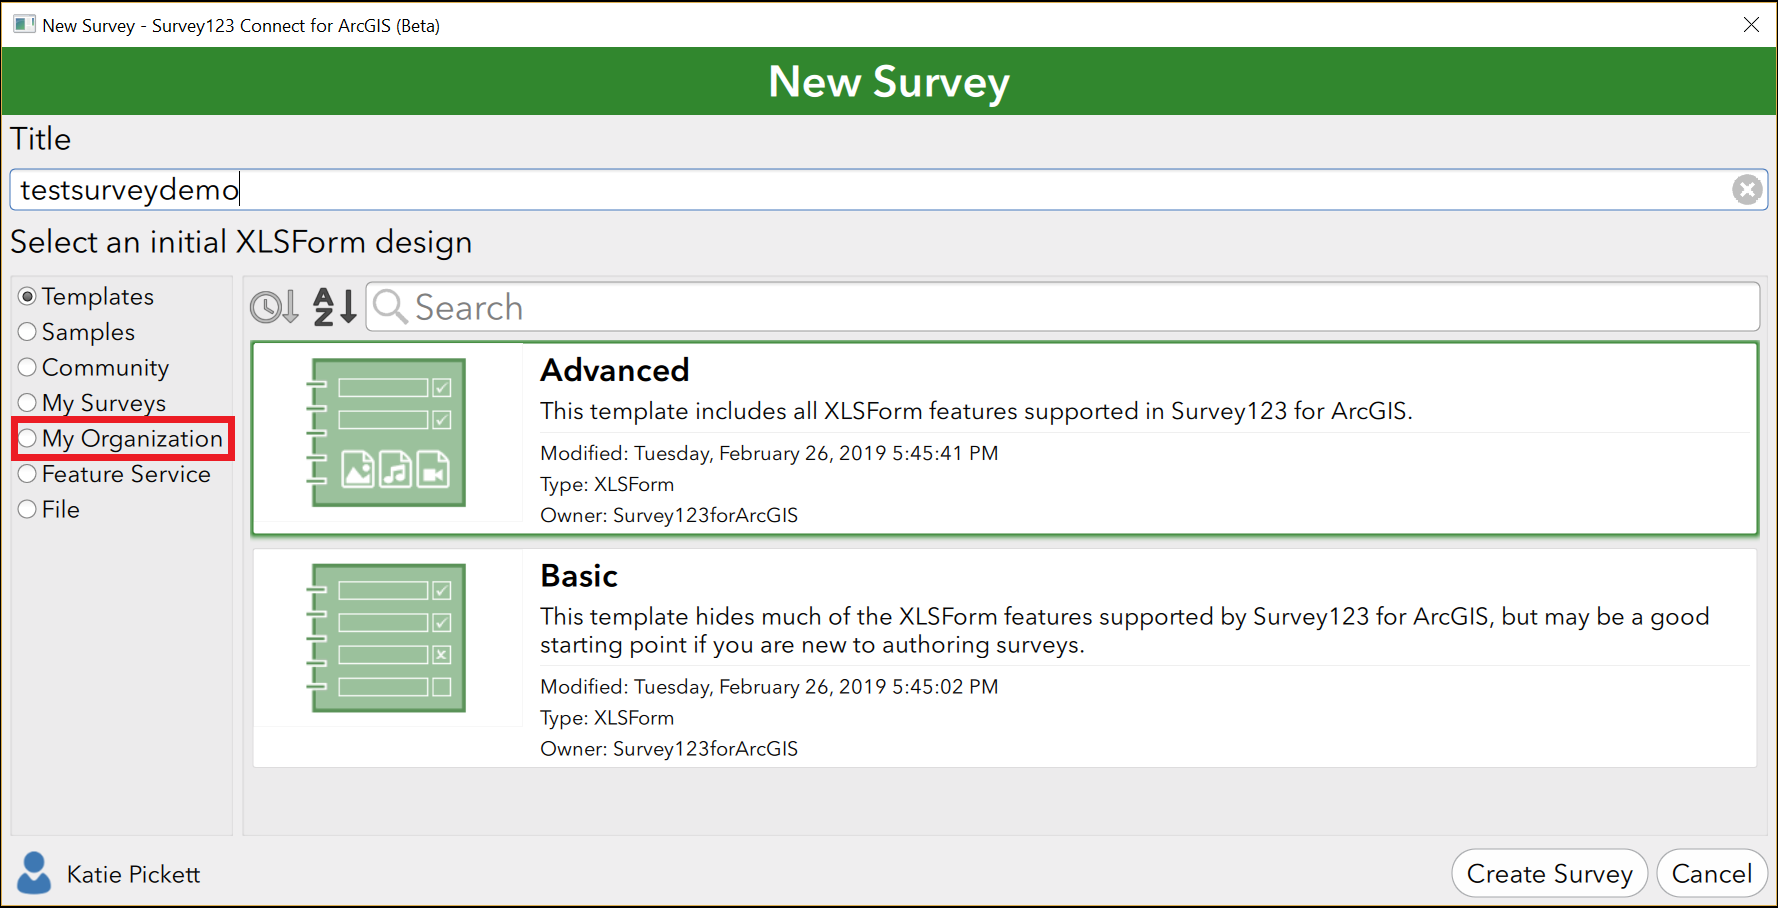 New Survey - Survey123 Connect for ArcGIS (Beta)
New Survey
Title
testsurveydemo
Select an initial XLSForm design
Templates
Samples
Community
My Surveys
My Organization
Feature Service
File
A
Z
Search
Advanced
This template includes all XLSForm features supported in Survey123 for ArcGIS.
Modified: Tuesday, February 26, 2019 5:45:41 PM
Type: XLSForm
Owner: Survey123forArcGIS
Basic
This template hides much of the XLSForm features supported by Survey123 for ArcGIS, but may be a good
starting point if you are new to authoring surveys.
Modified: Tuesday, February 26, 2019 5:45:02 PM
Type: XLSForm
Owner: Survey123forArcGIS
Katie Pickett
Create Survey
Cancel